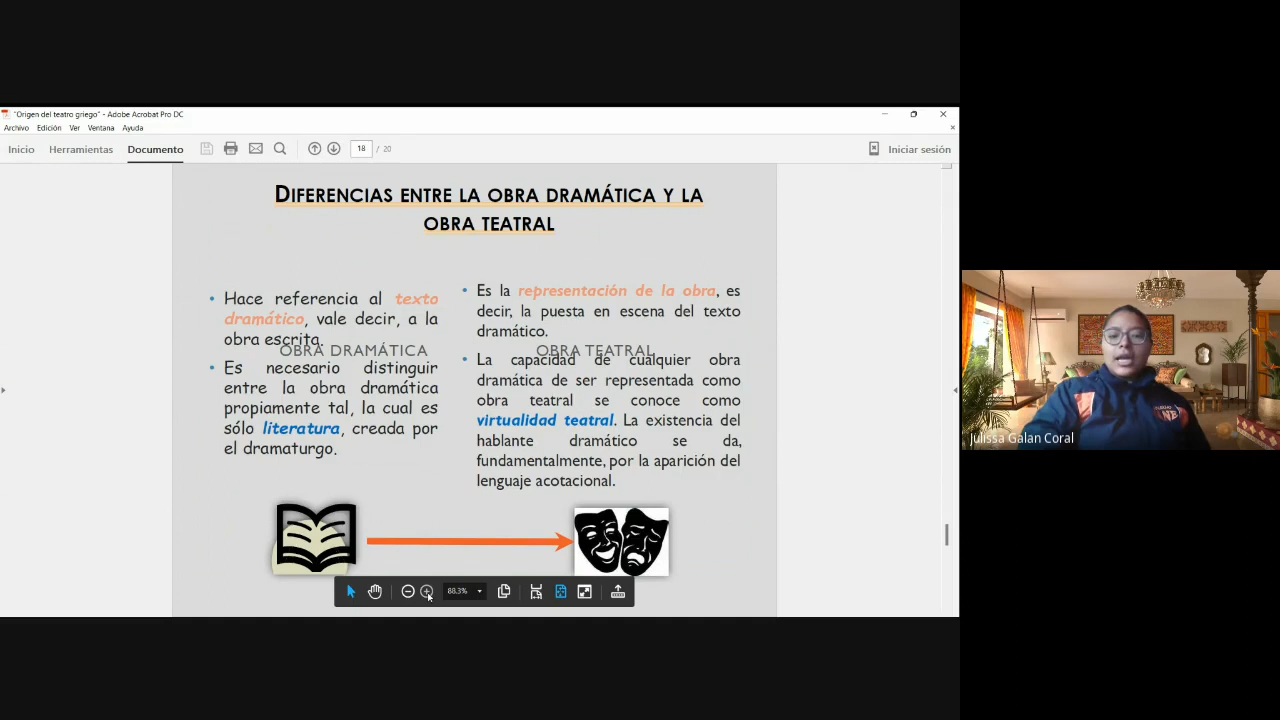 "Origen del teatro griego" - Adobe Acrobat Pro DC
Archivo Edición Ver Ventana Ayuda
Inicio Herramientas Documento 18 / 20 Iniciar sesión
DIFERENCIAS ENTRE LA OBRA DRAMÁTICA Y LA
OBRA TEATRAL
• Hace referencia al texto
dramático, vale decir, a la
obra escrita.
OBRA DRAMÁTICA
• Es necesario distinguir
entre la obra dramática
propiamente tal, la cual es
sólo literatura, creada por
el dramaturgo.
• Es la representación de la obra, es
decir, la puesta en escena del texto
dramático.
OBRA TEATRAL
• La capacidad de cualquier obra
dramática de ser representada como
obra teatral se conoce como
virtualidad teatral. La existencia del
hablante dramático se da,
fundamentalmente, por la aparición del
lenguaje acotacional.
88.3%
Julissa Galan Coral